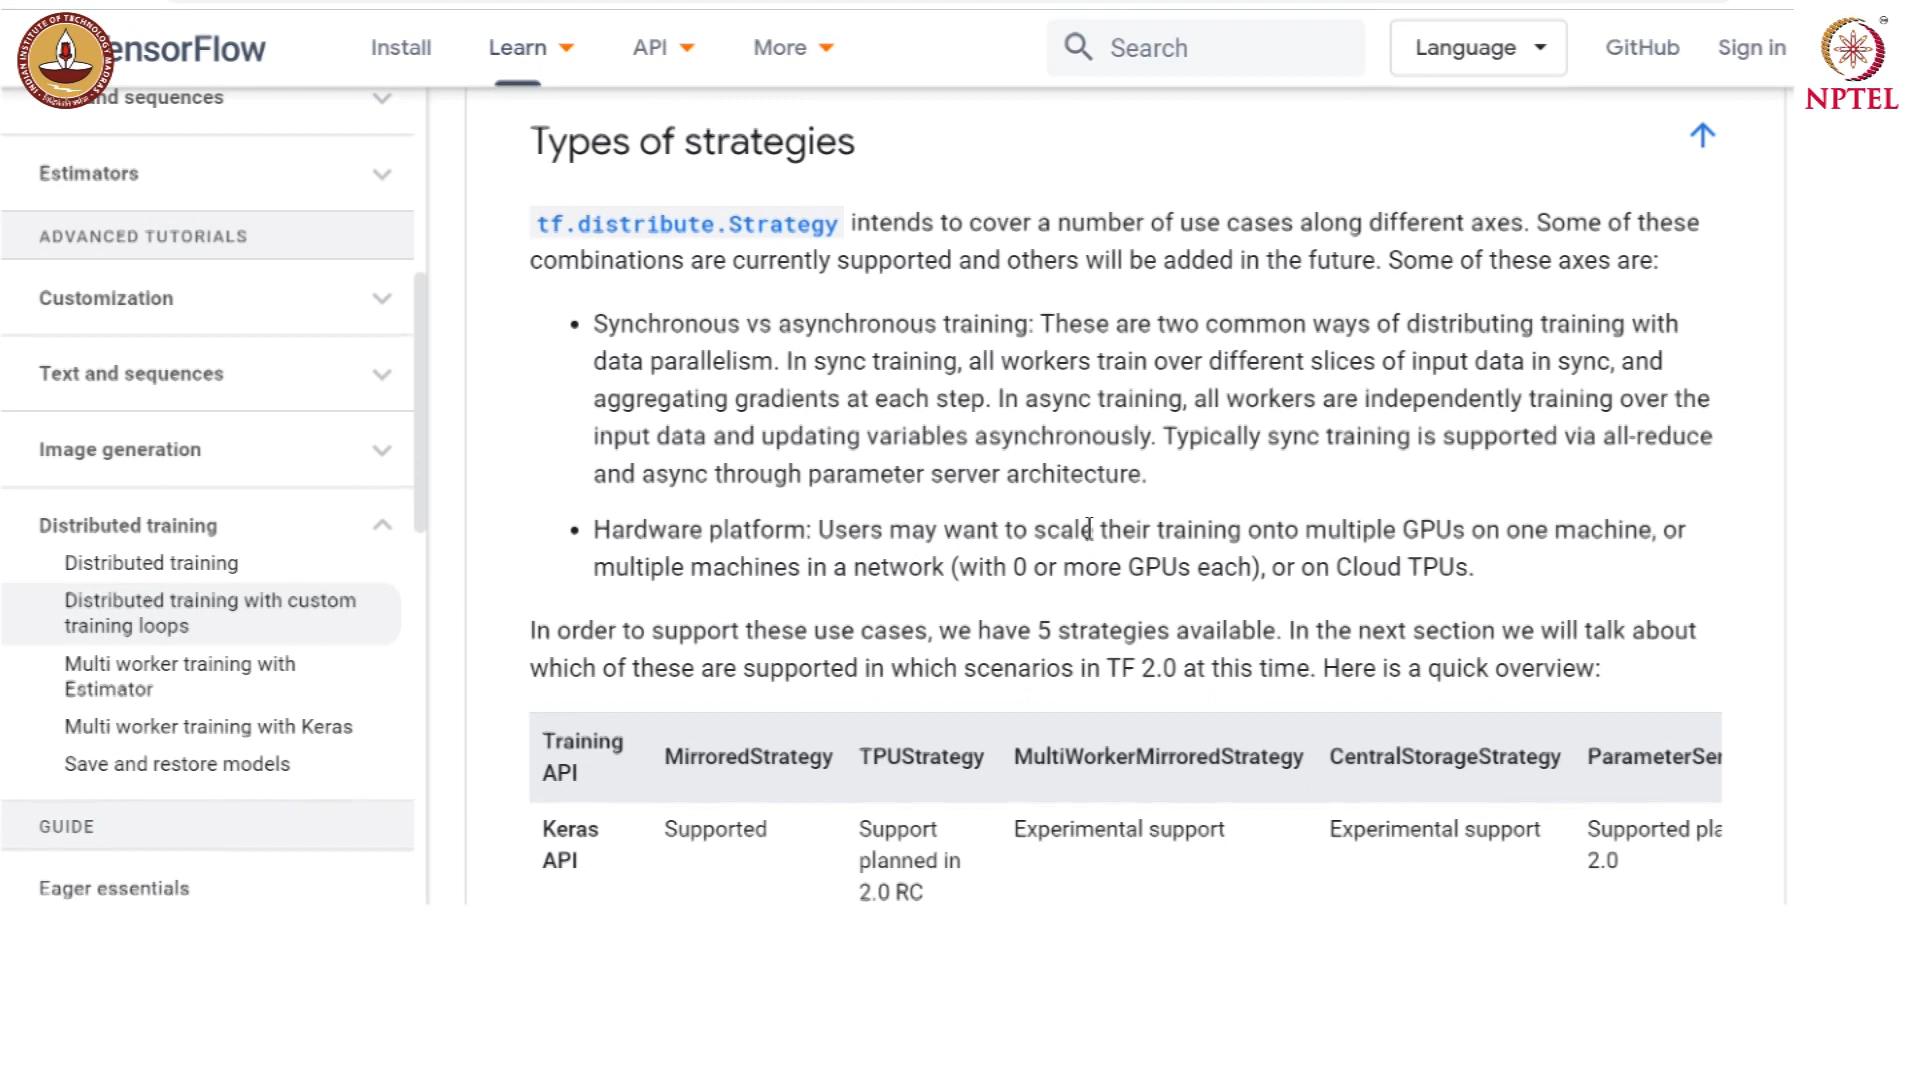 ensorFlow
Install
Learn
API
More
Search
Language
GitHub
Sign in
NPTEL
nd sequences
Estimators
ADVANCED TUTORIALS
Customization
Text and sequences
Image generation
Distributed training
Distributed training
Distributed training with custom
training loops
Multi worker training with
Estimator
Multi worker training with Keras
Save and restore models
GUIDE
Eager essentials
Types of strategies
tf.distribute.Strategy intends to cover a number of use cases along different axes. Some of these
combinations are currently supported and others will be added in the future. Some of these axes are:
• Synchronous vs asynchronous training: These are two common ways of distributing training with
data parallelism. In sync training, all workers train over different slices of input data in sync, and
aggregating gradients at each step. In async training, all workers are independently training over the
input data and updating variables asynchronously. Typically sync training is supported via all-reduce
and async through parameter server architecture.
• Hardware platform: Users may want to scale their training onto multiple GPUs on one machine, or
multiple machines in a network (with 0 or more GPUs each), or on Cloud TPUs.
In order to support these use cases, we have 5 strategies available. In the next section we will talk about
which of these are supported in which scenarios in TF 2.0 at this time. Here is a quick overview:
Training
API
MirroredStrategy
TPUStrategy
MultiWorkerMirroredStrategy
CentralStorageStrategy
ParameterSer
Keras
API
Supported
Support
planned in
2.0 RC
Experimental support
Experimental support
Supported pla
2.0
INDIAN INSTITUTE OF TECHNOLOGY MADRAS